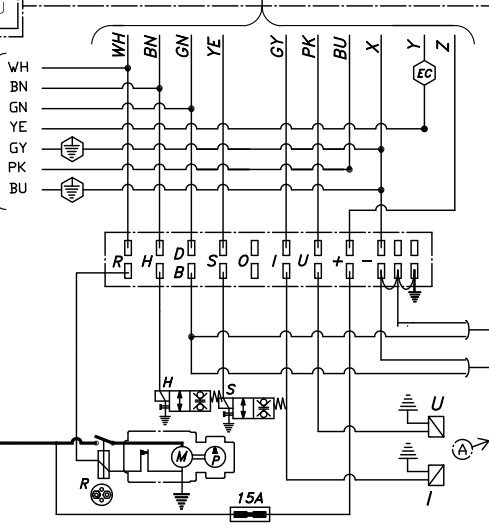 U
WH BN GN YE GY PK BU X Y Z
EC
WH
BN
GN
YE
GY
PK
BU
R H D B S O I U + -
H S
U
A
M P
R
I
15A